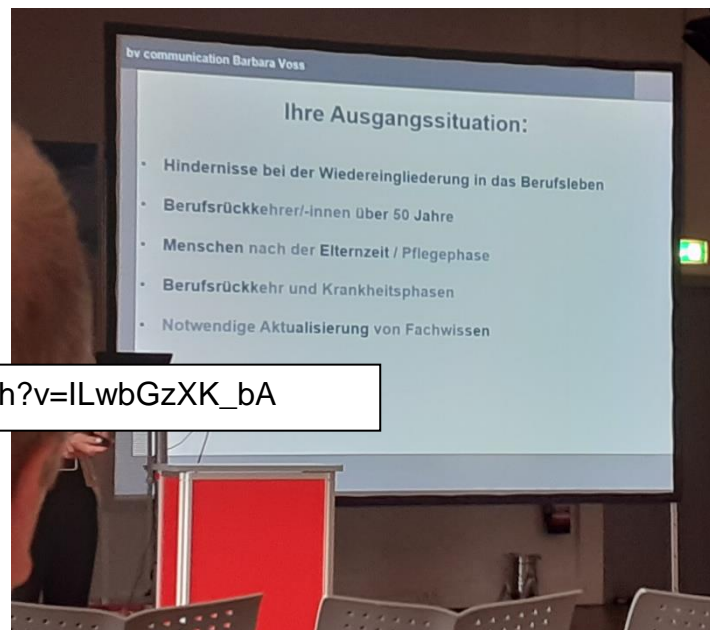 bv communication Barbara Voss
Ihre Ausgangssituation:
• Hindernisse bei der Wiedereingliederung in das Berufsleben
• Berufsrückkehrer/-innen über 50 Jahre
• Menschen nach der Elternzeit / Pflegephase
• Berufsrückkehr und Krankheitsphasen
• Notwendige Aktualisierung von Fachwissen
h?v=ILwbGzXK_bA